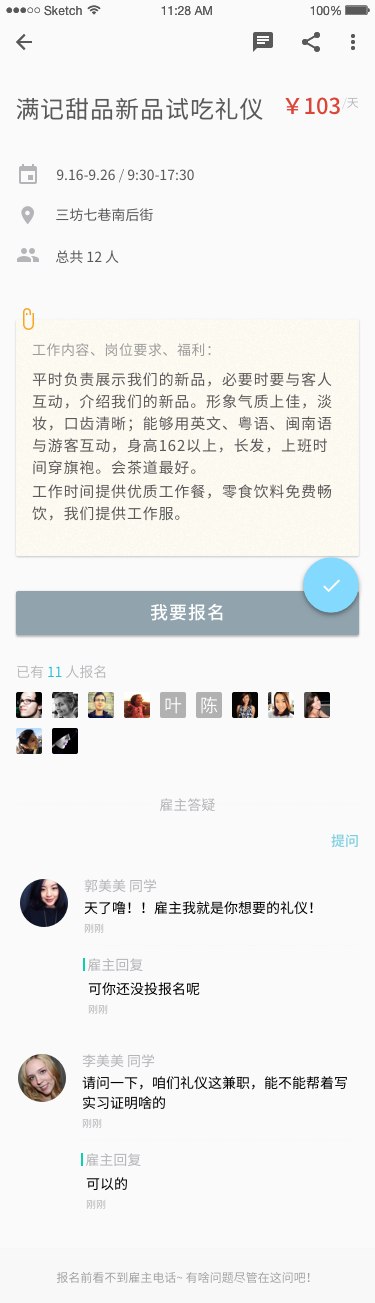 Sketch 11:28 AM 100%
满记甜品新品试吃礼仪 ￥103/天
9.16-9.26 / 9:30-17:30
三坊七巷南后街
总共 12 人
工作内容、岗位要求、福利：
平时负责展示我们的新品，必要时要与客人
互动，介绍我们的新品。形象气质上佳，淡
妆，口齿清晰；能够用英文、粤语、闽南语
与游客互动，身高162以上，长发，上班时
间穿旗袍。会茶道最好。
工作时间提供优质工作餐，零食饮料免费畅
饮，我们提供工作服。
我要报名
已有 11 人报名
叶 陈
雇主答疑
提问
郭美美 同学
天了噜！！雇主我就是你想要的礼仪！
刚刚
雇主回复
可你还没投报名呢
刚刚
李美美 同学
请问一下，咱们礼仪这兼职，能不能帮着写
实习证明啥的
刚刚
雇主回复
可以的
刚刚
报名前看不到雇主电话~ 有啥问题尽管在这问吧！